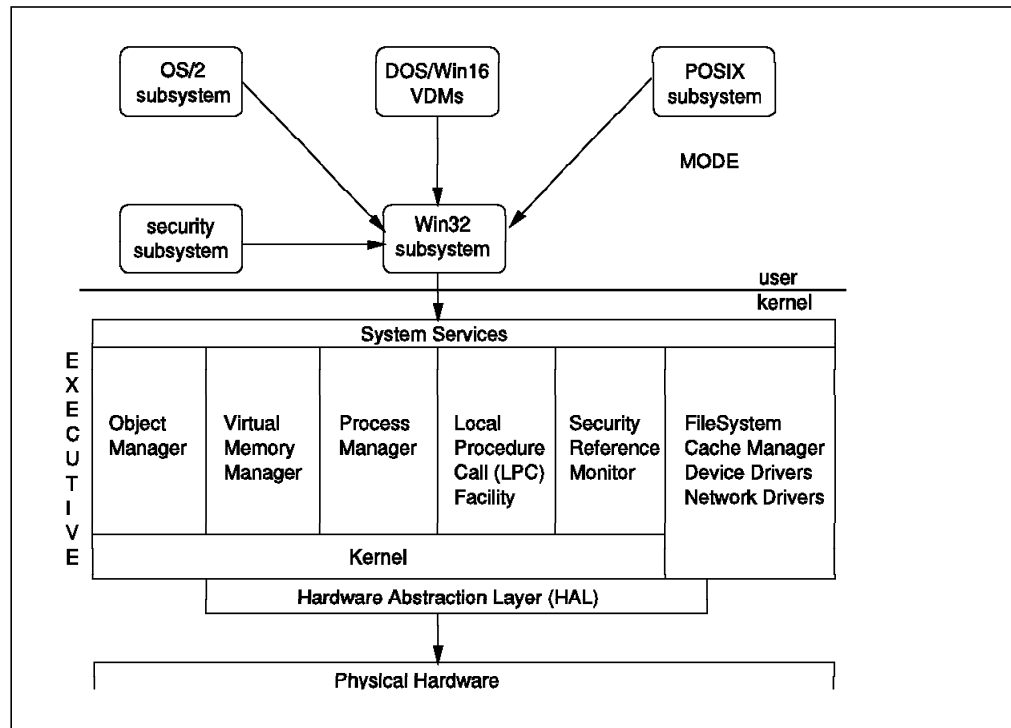 OS/2
subsystem
DOS/Win16
VDMs
POSIX
subsystem
MODE
security
subsystem
Win32
subsystem
user
kernel
System Services
EXECUTIVE
Object
Manager
Virtual
Memory
Manager
Process
Manager
Local
Procedure
Call (LPC)
Facility
Security
Reference
Monitor
FileSystem
Cache Manager
Device Drivers
Network Drivers
Kernel
Hardware Abstraction Layer (HAL)
Physical Hardware